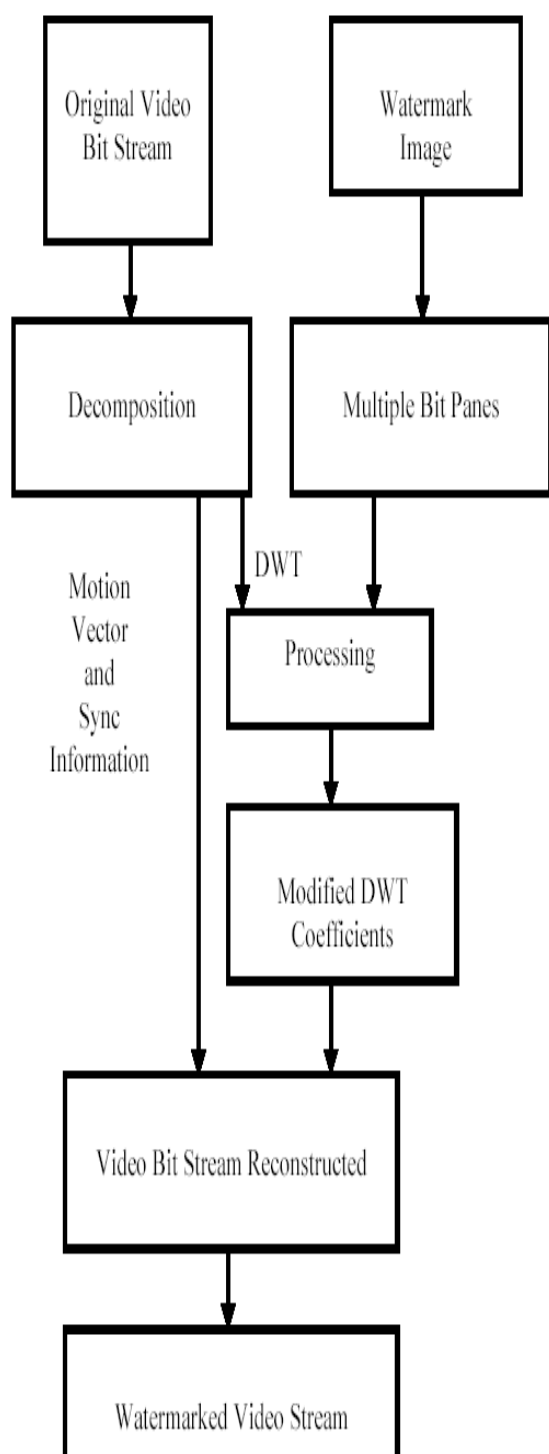 Original Video
Bit Stream
Watermark
Image
Decomposition
Multiple Bit Panes
Motion
Vector
and
Sync
Information
DWT
Processing
Modified DWT
Coefficients
Video Bit Stream Reconstructed
Watermarked Video Stream